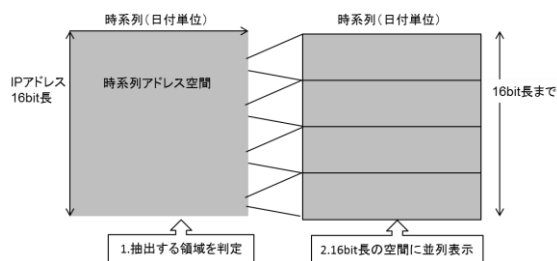 時系列(日付単位)
時系列(日付単位)
IPアドレス
16bit長
時系列アドレス空間
16bit長まで
1.抽出する領域を判定
2.16bit長の空間に並列表示